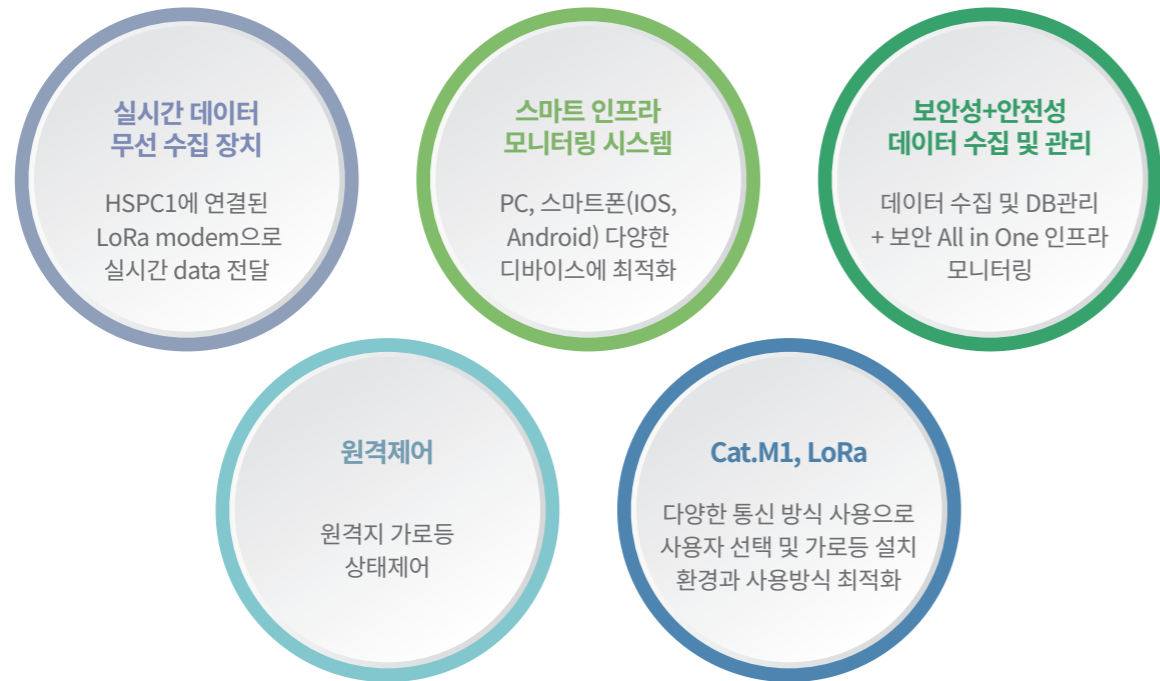 실시간 데이터
무선 수집 장치
HSPC1에 연결된
LoRa modem으로
실시간 data 전달
스마트 인프라
모니터링 시스템
PC, 스마트폰(IOS,
Android) 다양한
디바이스에 최적화
보안성+안전성
데이터 수집 및 관리
데이터 수집 및 DB관리
+ 보안 All in One 인프라
모니터링
원격제어
원격지 가로등
상태제어
Cat.M1, LoRa
다양한 통신 방식 사용으로
사용자 선택 및 가로등 설치
환경과 사용방식 최적화